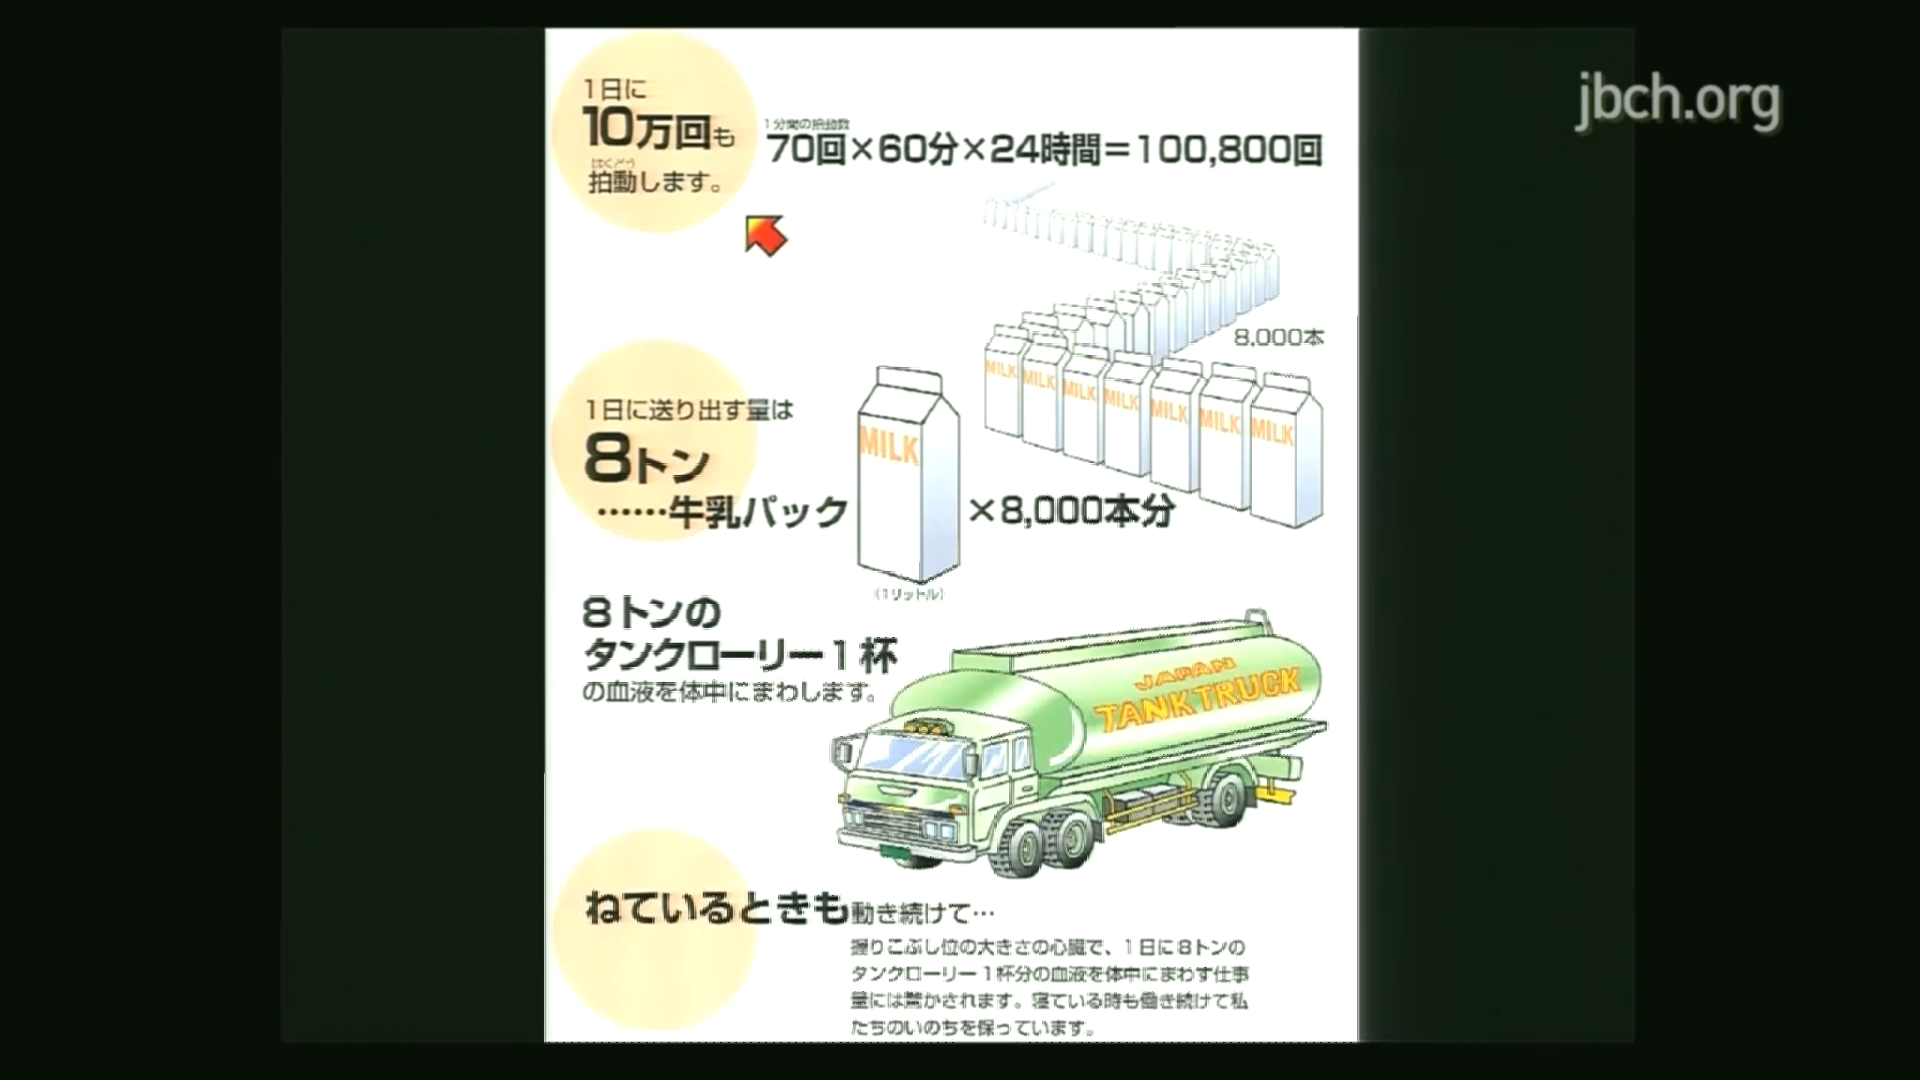 jbch.org
1日に
10万回も
はくどう
拍動します。
1分間の拍動数
70回×60分×24時間=100,800回
8,000本
MILK MILK MILK MILK MILK MILK MILK
1日に送り出す量は
8トン
……牛乳パック
MILK
×8,000本分
(1リットル)
8トンの
タンクローリー1杯
の血液を体中にまわします。
JAPAN
TANK TRUCK
ねているときも動き続けて…
握りこぶし位の大きさの心臓で、1日に8トンの
タンクローリー1杯分の血液を体中にまわす仕事
量には驚かされます。寝ている時も働き続けて私
たちのいのちを保っています。